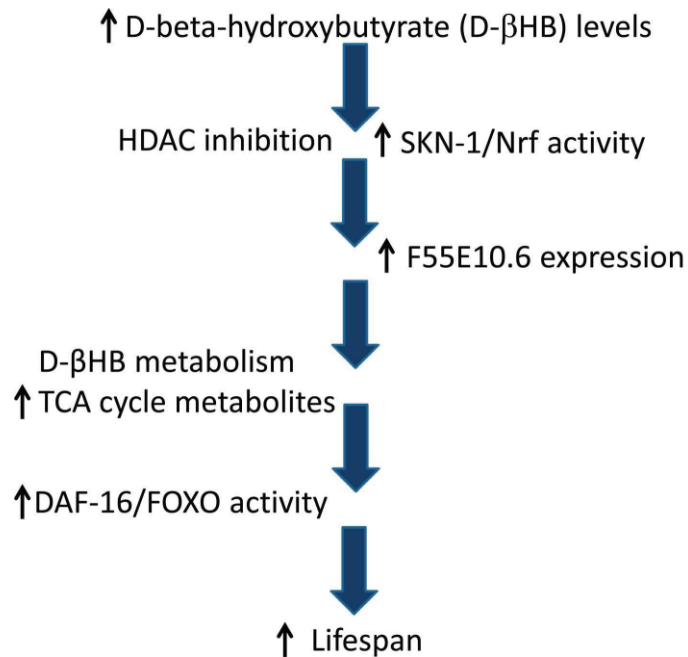 ↑ D-beta-hydroxybutyrate (D-βHB) levels
HDAC inhibition ↑ SKN-1/Nrf activity
↑ F55E10.6 expression
D-βHB metabolism
↑ TCA cycle metabolites
↑ DAF-16/FOXO activity
↑ Lifespan